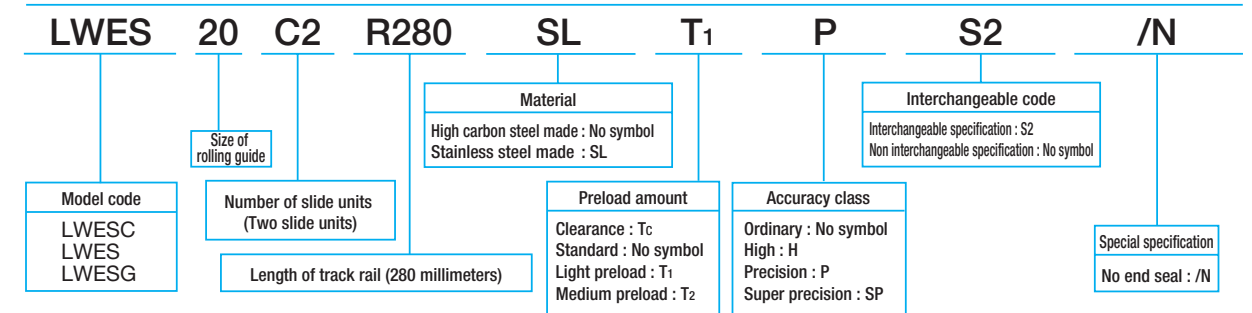 LWES 20 C2 R280 SL T1 P S2 /N
Material
High carbon steel made : No symbol
Stainless steel made : SL
Interchangeable code
Interchangeable specification : S2
Non interchangeable specification : No symbol
Size of
rolling guide
Model code
LWESC
LWES
LWESG
Number of slide units
(Two slide units)
Length of track rail (280 millimeters)
Preload amount
Clearance : Tc
Standard : No symbol
Light preload : T1
Medium preload : T2
Accuracy class
Ordinary : No symbol
High : H
Precision : P
Super precision : SP
Special specification
No end seal : /N